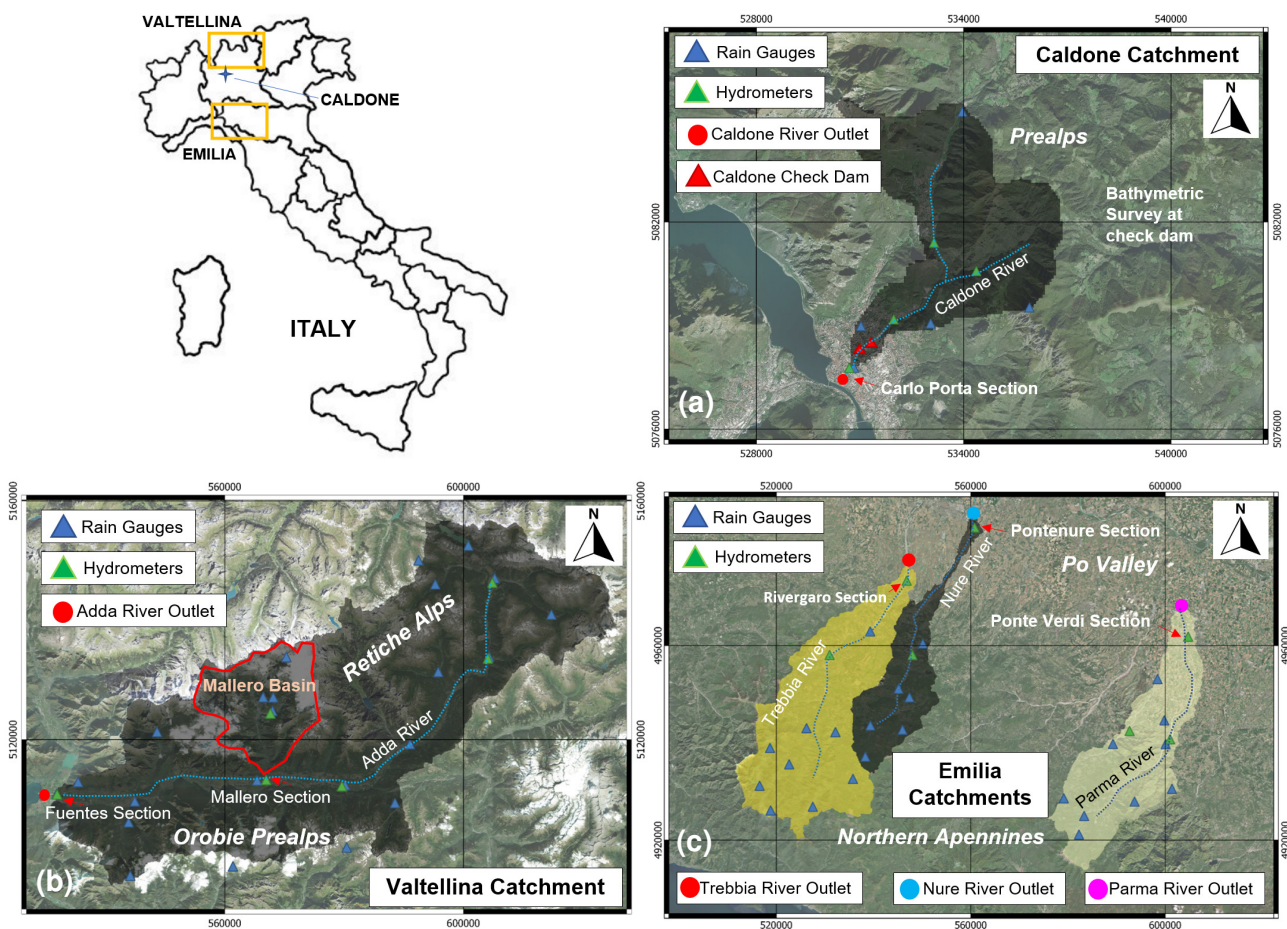 VALTELLINA
CALDONE
EMILIA
ITALY
528000
534000
540000
Rain Gauges
Hydrometers
Caldone River Outlet
Caldone Check Dam
Caldone Catchment
N
Prealps
Bathymetric
Survey at
check dam
Caldone River
Carlo Porta Section
(a)
5082000
5076000
5082000
5076000
528000
534000
540000
560000
600000
5160000
5120000
5160000
5120000
Rain Gauges
Hydrometers
Adda River Outlet
N
Retiche Alps
Mallero Basin
Adda River
Mallero Section
Fuentes Section
Orobie Prealps
(b)
Valtellina Catchment
560000
600000
520000
560000
600000
Rain Gauges
Hydrometers
N
Pontenure Section
Po Valley
Nure River
Rivergaro Section
Ponte Verdi Section
Trebbia River
Parma River
4960000
4920000
4960000
4920000
Emilia
Catchments
Northern Apennines
(c)
Trebbia River Outlet
Nure River Outlet
Parma River Outlet
520000
560000
600000